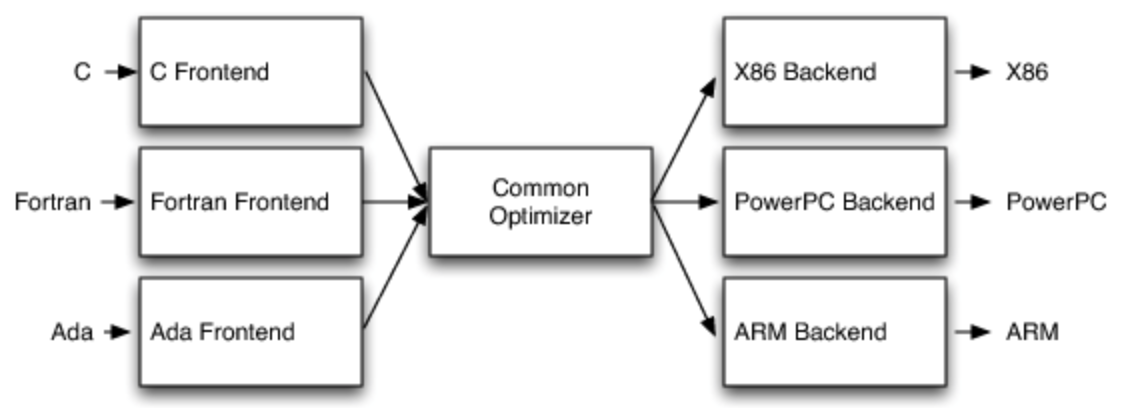 C
C Frontend
X86 Backend
X86
Fortran
Fortran Frontend
Common
Optimizer
PowerPC Backend
PowerPC
Ada
Ada Frontend
ARM Backend
ARM